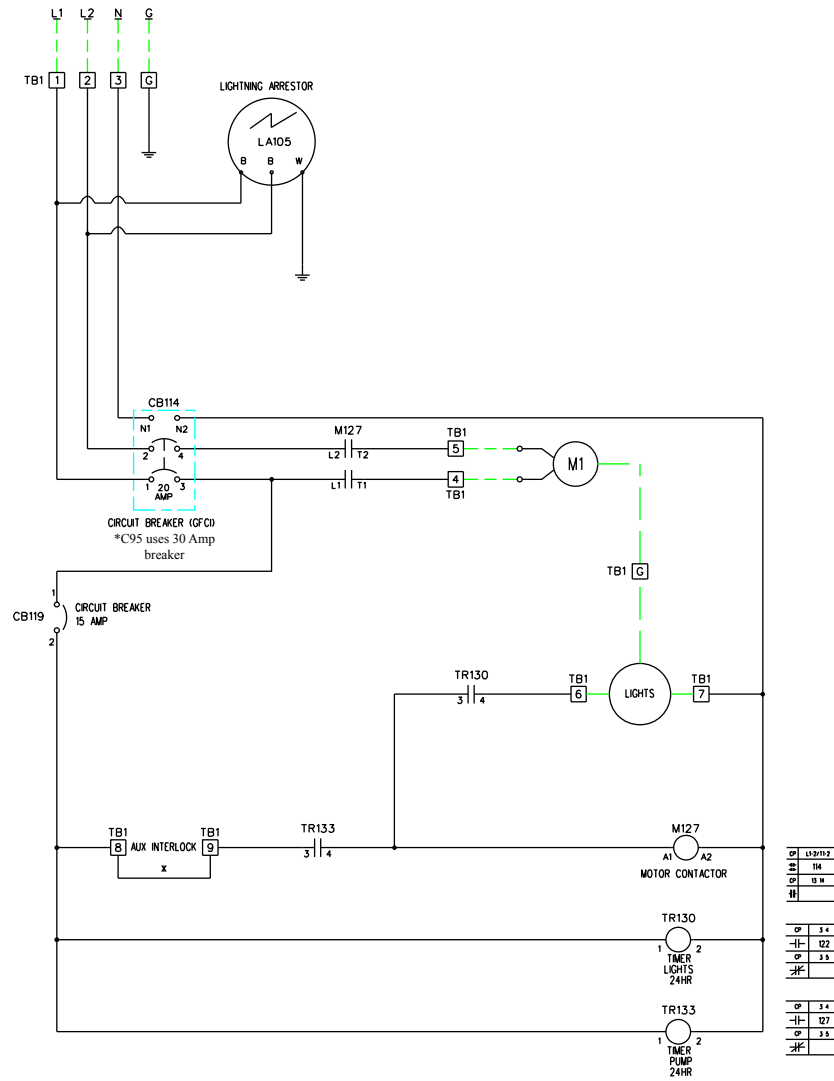 L1 L2 N G
TB1 1 2 3 G
LIGHTNING ARRESTOR
LA105
B B W
CB114
N1 N2
M127
TB1
2 4
L2 T2
5
M1
1 20 3
AMP
L1 T1
4
TB1
CIRCUIT BREAKER (GFCI)
*C95 uses 30 Amp
breaker
TB1 G
1
CB119
CIRCUIT BREAKER
15 AMP
2
TR130
3 4
TB1
6
LIGHTS
TB1
7
TB1
8
AUX INTERLOCK
X
TB1
9
TR133
3 4
M127
A1 A2
MOTOR CONTACTOR
CP L1-2/T1-2
114
CP 13 14
TR130
1 2
TIMER
LIGHTS
24HR
CP 3 4
122
CP 3 5
TR133
1 2
TIMER
PUMP
24HR
CP 3 4
127
CP 3 5